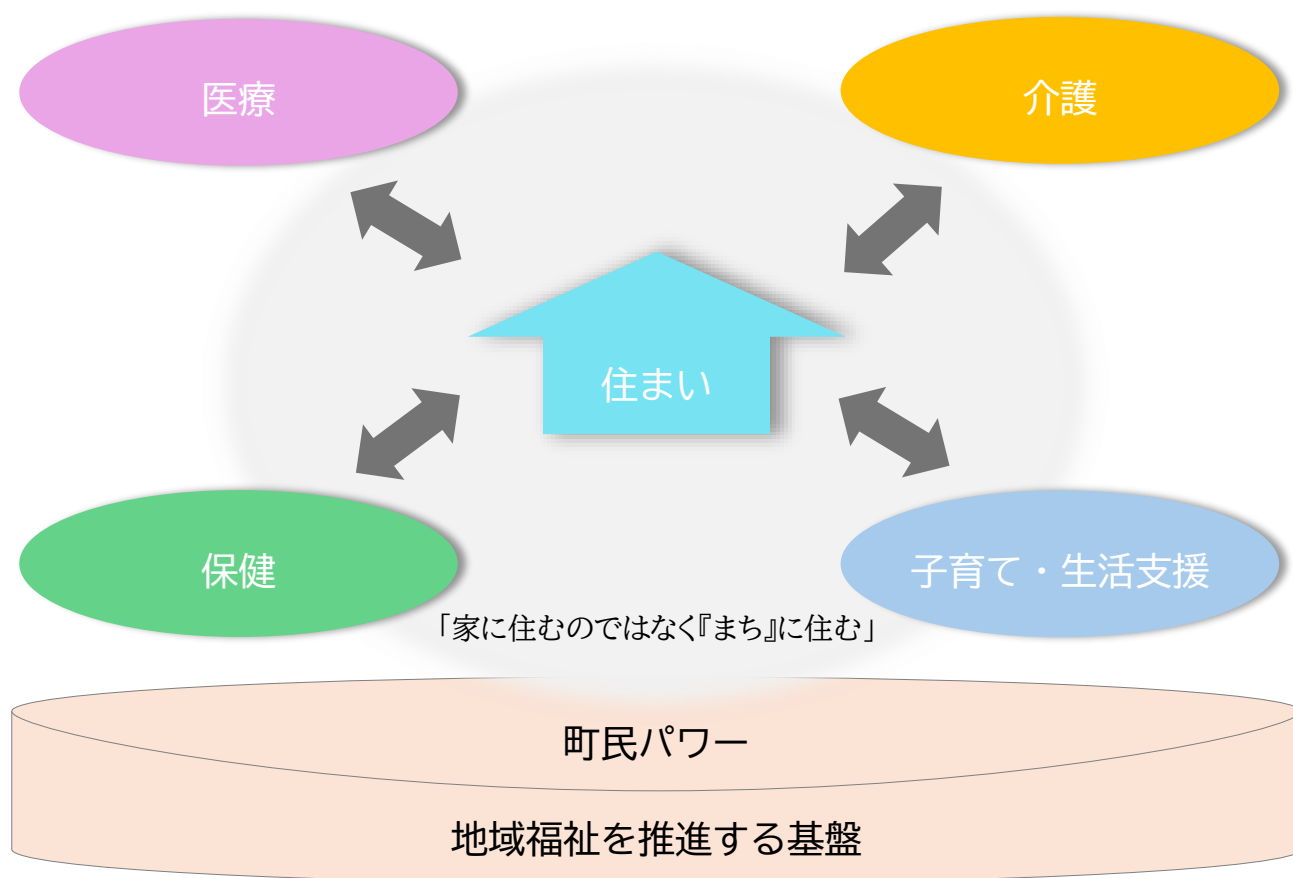 医療
介護
住まい
保健
子育て・生活支援
「家に住むのではなく『まち』に住む」
町民パワー
地域福祉を推進する基盤